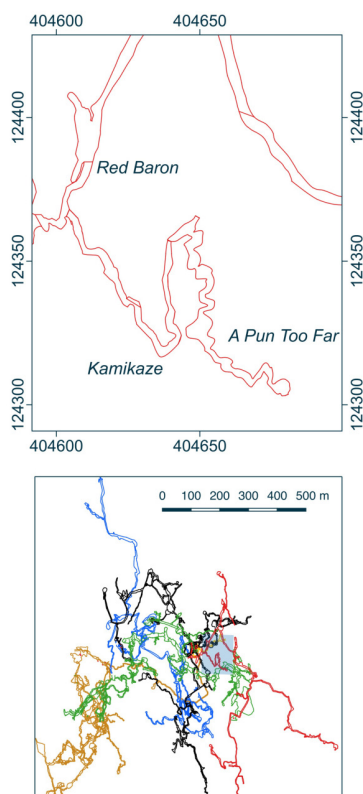 404600 404650
124400 124400
Red Baron
124350 124350
A Pun Too Far
Kamikaze
124300 124300
404600 404650
0 100 200 300 400 500 m